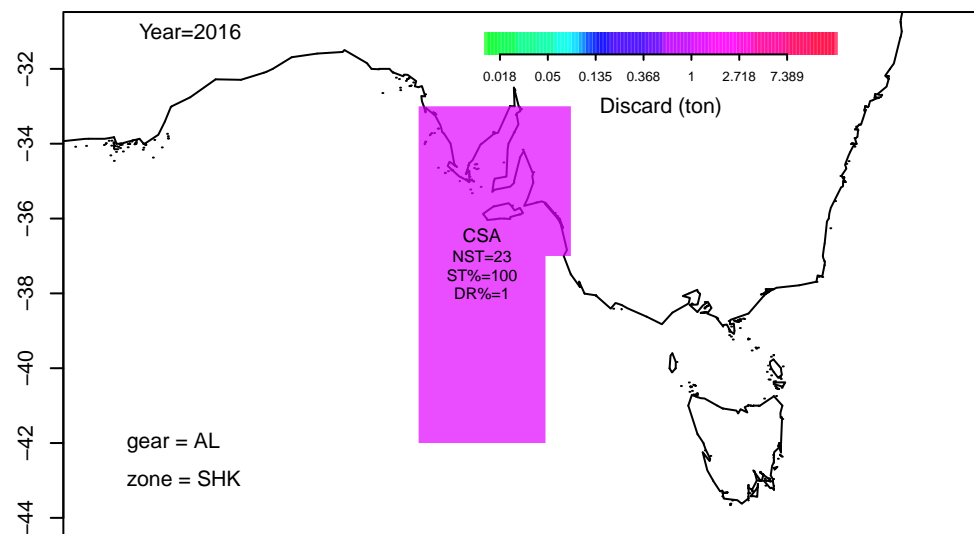 Year=2016
0.018 0.05 0.135 0.368 1 2.718 7.389
Discard (ton)
−32
−34
−36
−38
−40
−42
−44
CSA
NST=23
ST%=100
DR%=1
gear = AL
zone = SHK